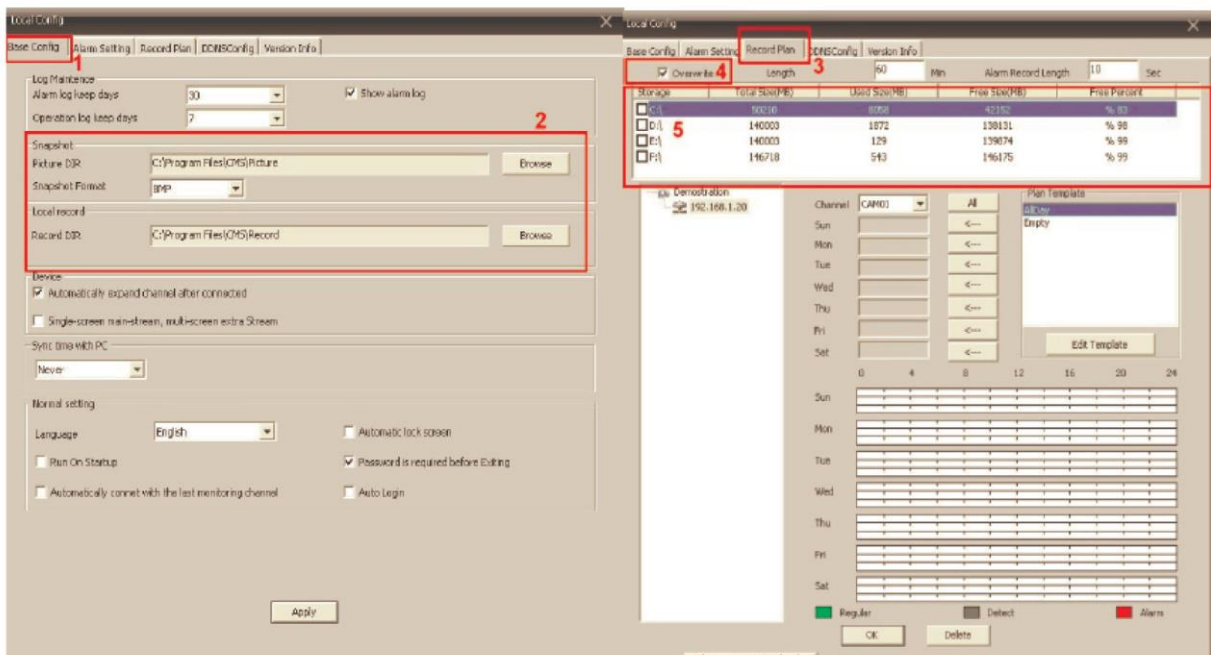 Local Config
Base Config Alarm Setting Record Plan DDNSConfig Version Info
1
Log Maintence
Alarm log keep days 30 Show alarm log
Operation log keep days 7
2
Snapshot
Picture DIR C:\Program Files\CMS\Picture Browse
Snapshot Format BMP
Local record
Record DIR C:\Program Files\CMS\Record Browse
Device
Automatically expand channel after connected
Single-screen main-stream, multi-screen extra Stream
Sync time with PC
Never
Normal setting
Language English Automatic lock screen
Run On Startup Password is required before Exiting
Automatically connet with the last monitoring channel Auto Login
Apply
Local Config
Base Config Alarm Setting Record Plan DDNSConfig Version Info
3
Overwrite 4 Length 60 Min Alarm Record Length 10 Sec
Storage Total Size(MB) Used Size(MB) Free Size(MB) Free Percent
C:\ 50210 8058 42152 % 83
D:\ 140003 1872 138131 % 98
5
E:\ 140003 129 139874 % 99
F:\ 146718 543 146175 % 99
Demostration
192.168.1.20
Channel CAM01 All
Plan Template
AllDay
Empty
Sun <---
Mon <---
Tue <---
Wed <---
Thu <---
Fri <---
Sat <---
Edit Template
0 4 8 12 16 20 24
Sun
Mon
Tue
Wed
Thu
Fri
Sat
Regular Detect Alarm
OK Delete